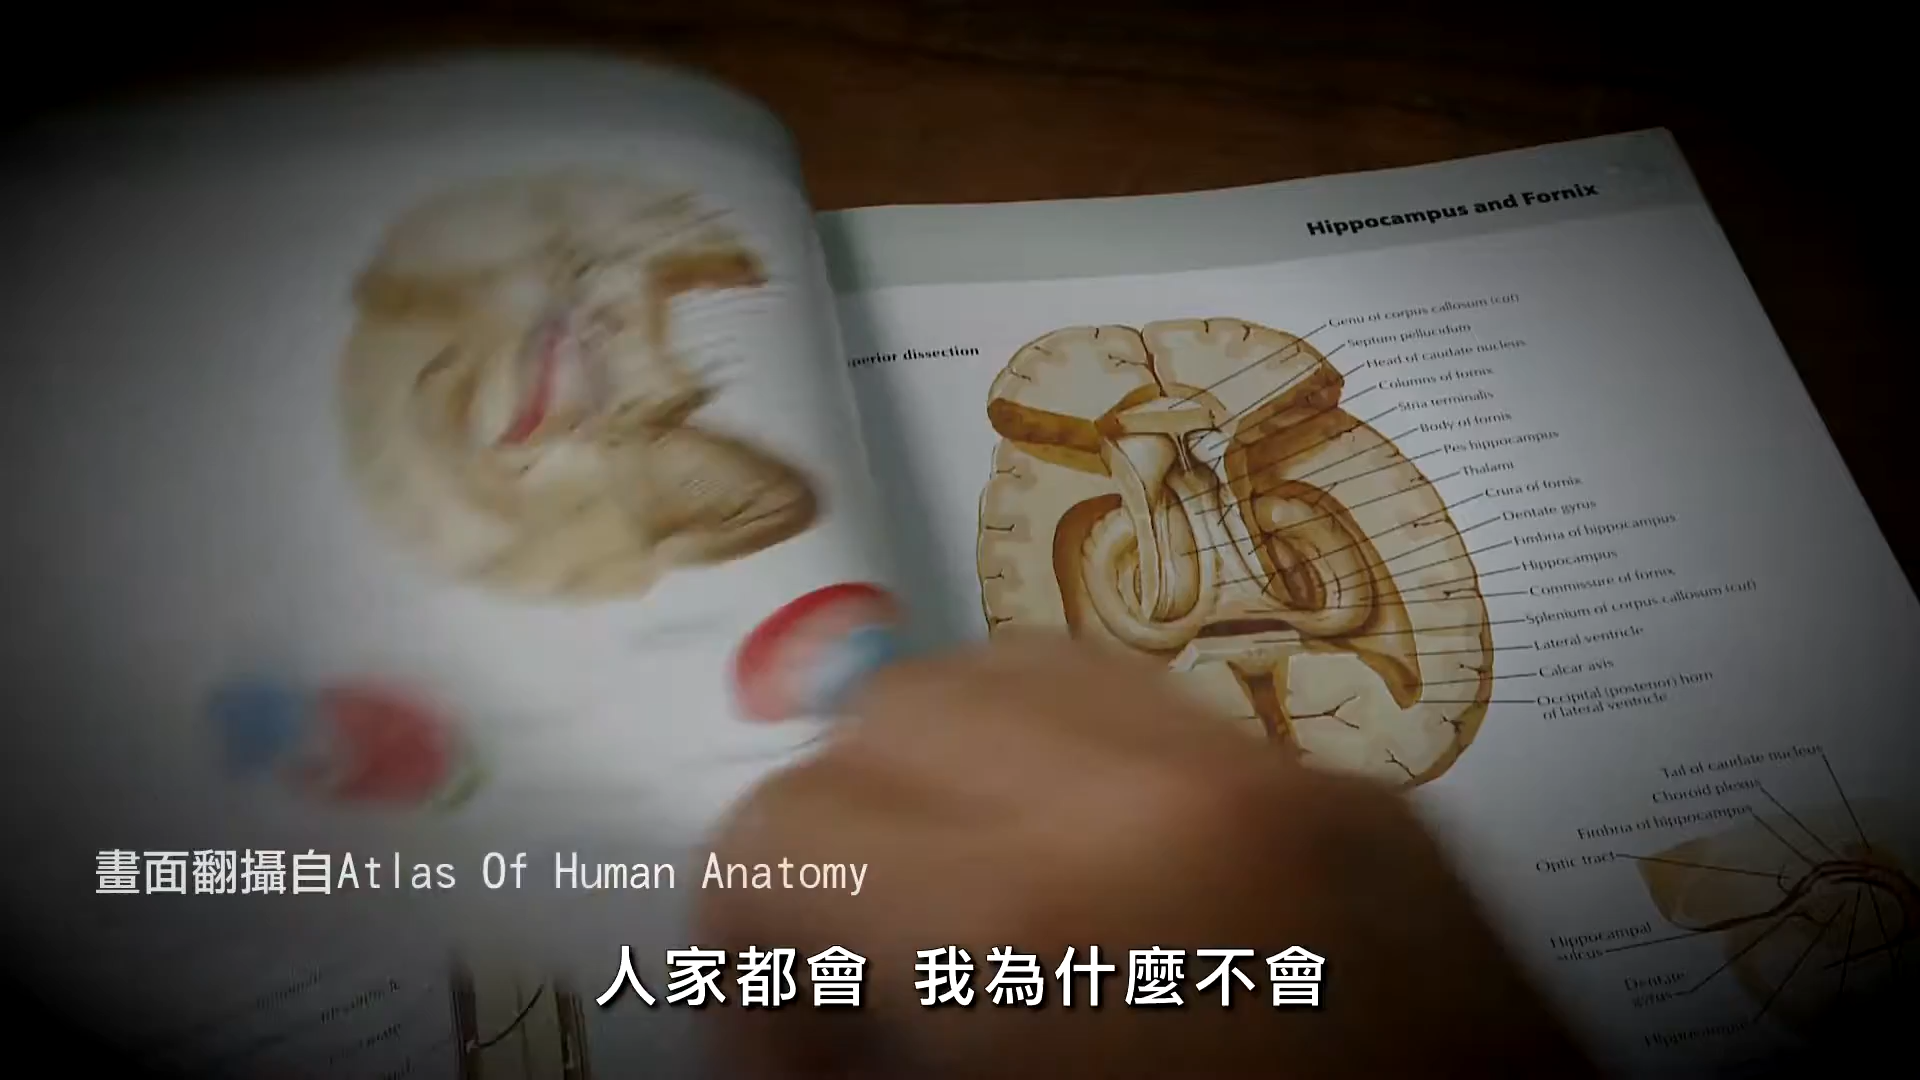 Hippocampus and Fornix
perior dissection
Genu of corpus callosum (cut)
Septum pellucidum
Head of caudate nucleus
Columns of fornix
Stria terminalis
Body of fornix
Pes hippocampus
Thalami
Crura of fornix
Dentate gyrus
Fimbria of hippocampus
Hippocampus
Commissure of fornix
Splenium of corpus callosum (cut)
Lateral ventricle
Calcar avis
Occipital (posterior) horn
of lateral ventricle
Tail of caudate nucleus
Choroid plexus
Fimbria of hippocampus
Optic tract
Hippocampal
sulcus
Dentate
gyrus
畫面翻攝自Atlas Of Human Anatomy
人家都會 我為什麼不會